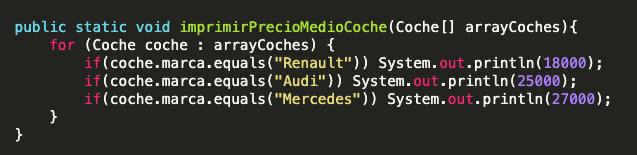 public static void imprimirPrecioMedioCoche(Coche[] arrayCoches){
for (Coche coche : arrayCoches) {
if(coche.marca.equals("Renault")) System.out.println(18000);
if(coche.marca.equals("Audi")) System.out.println(25000);
if(coche.marca.equals("Mercedes")) System.out.println(27000);
}
}